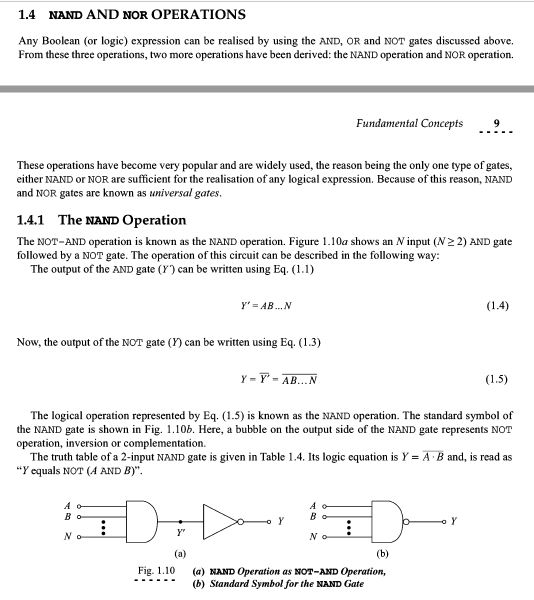 1.4 NAND AND NOR OPERATIONS
Any Boolean (or logic) expression can be realised by using the AND, OR and NOT gates discussed above.
From these three operations, two more operations have been derived: the NAND operation and NOR operation.
Fundamental Concepts 9
These operations have become very popular and are widely used, the reason being the only one type of gates,
either NAND or NOR are sufficient for the realisation of any logical expression. Because of this reason, NAND
and NOR gates are known as universal gates.
1.4.1 The NAND Operation
The NOT–AND operation is known as the NAND operation. Figure 1.10a shows an N input (N ≥ 2) AND gate
followed by a NOT gate. The operation of this circuit can be described in the following way:
The output of the AND gate (Y′) can be written using Eq. (1.1)
Y′ = AB...N (1.4)
Now, the output of the NOT gate (Y) can be written using Eq. (1.3)
Y = Y̅′ = A̅B̅.̅.̅.̅N̅ (1.5)
The logical operation represented by Eq. (1.5) is known as the NAND operation. The standard symbol of
the NAND gate is shown in Fig. 1.10b. Here, a bubble on the output side of the NAND gate represents NOT
operation, inversion or complementation.
The truth table of a 2-input NAND gate is given in Table 1.4. Its logic equation is Y = A̅ ·̅ B̅ and, is read as
“Y equals NOT (A AND B)”.
A B N Y′ Y
A B N Y
(a) (b)
Fig. 1.10 (a) NAND Operation as NOT–AND Operation,
(b) Standard Symbol for the NAND Gate